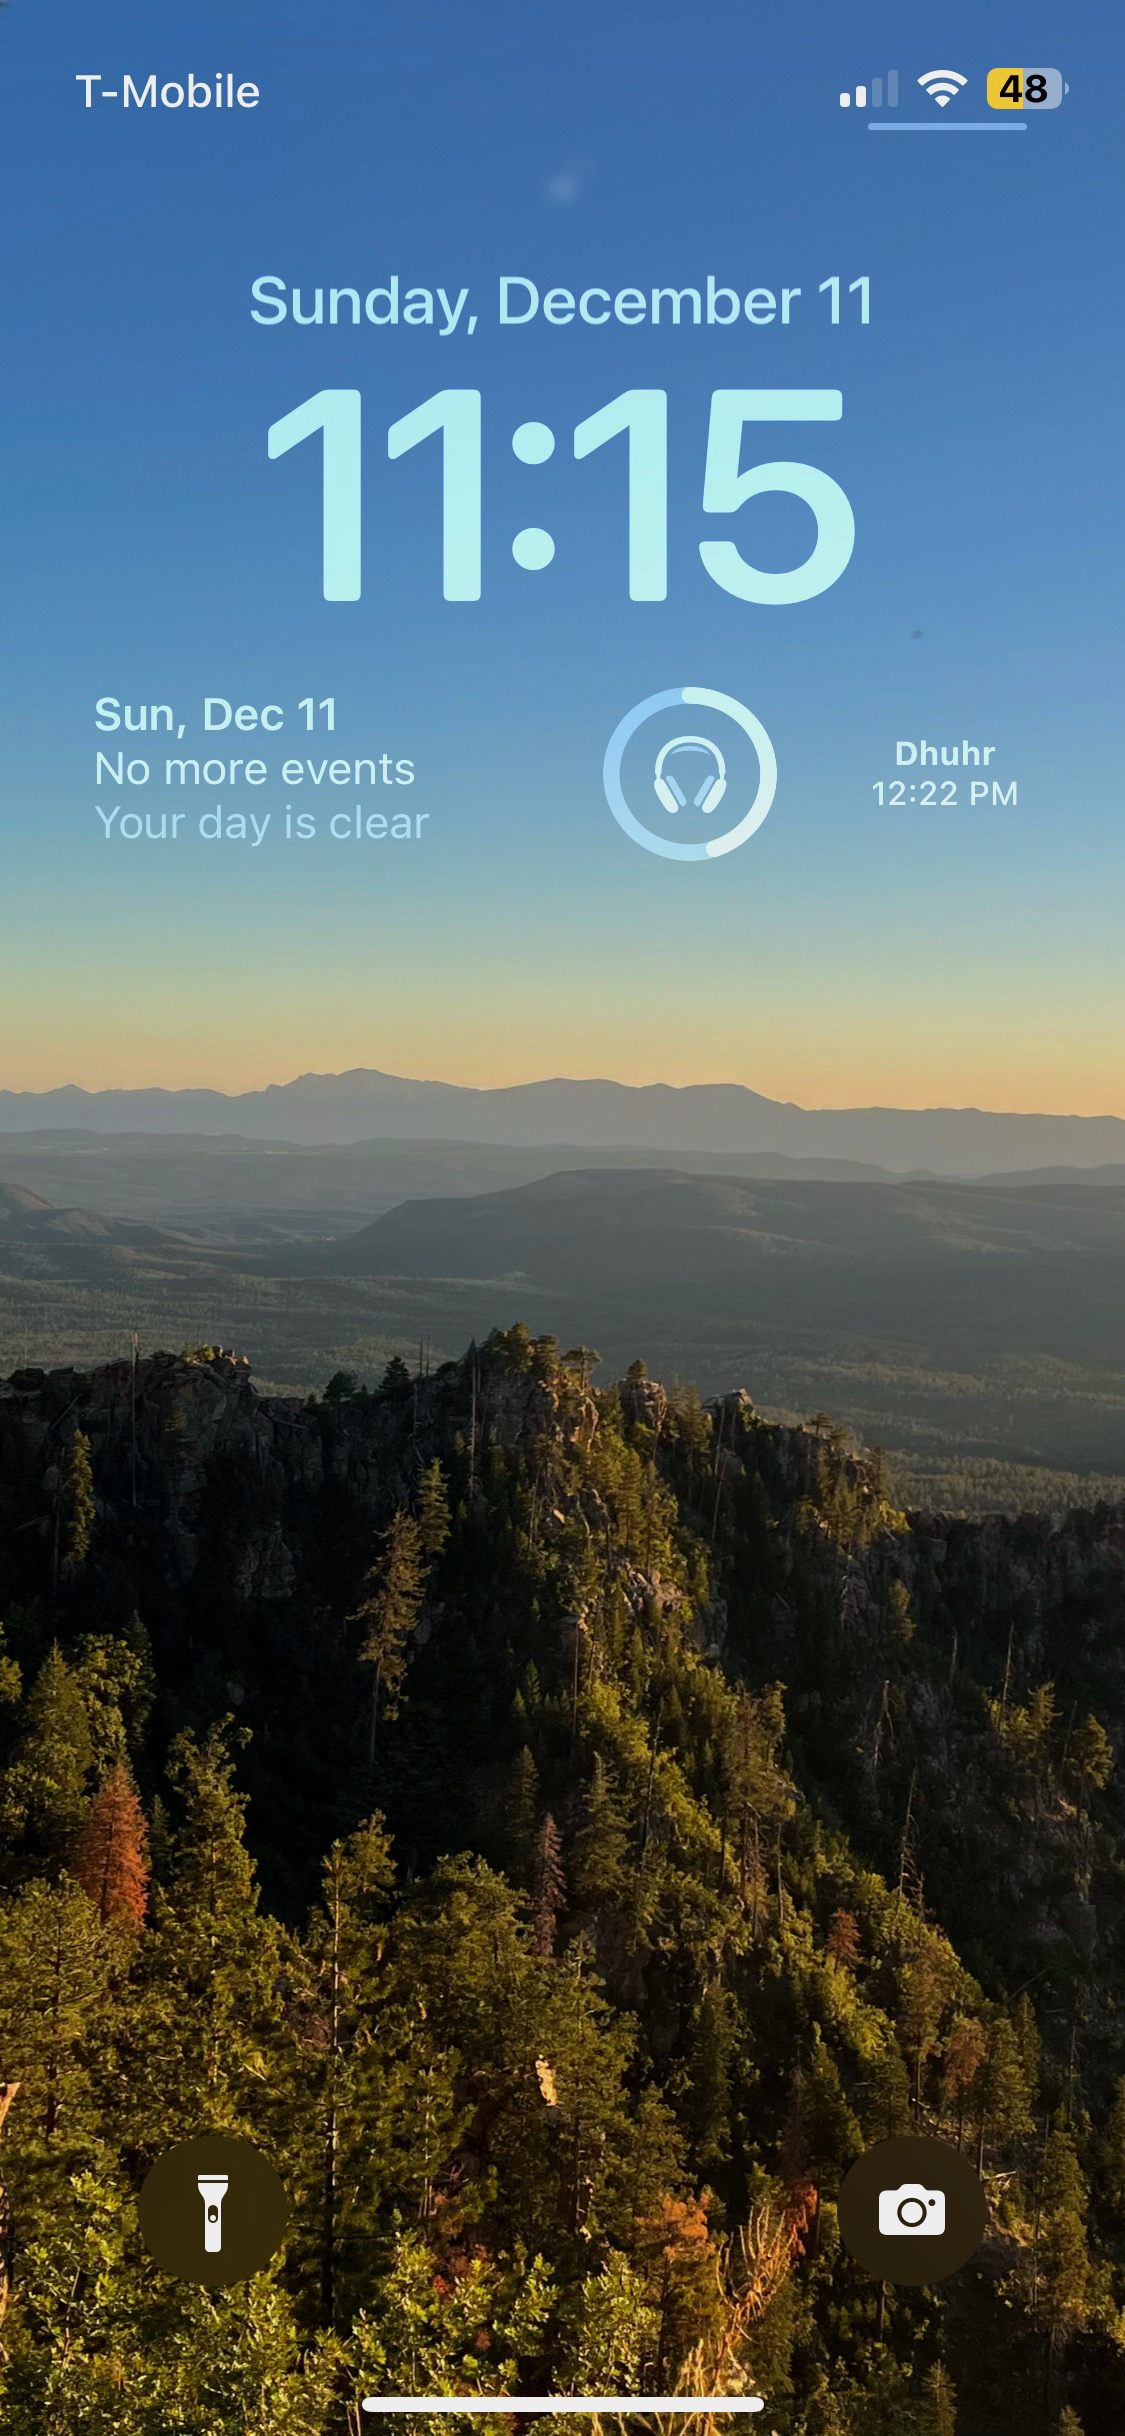 T-Mobile
48
Sunday, December 11
11:15
Sun, Dec 11
No more events
Your day is clear
Dhuhr
12:22 PM